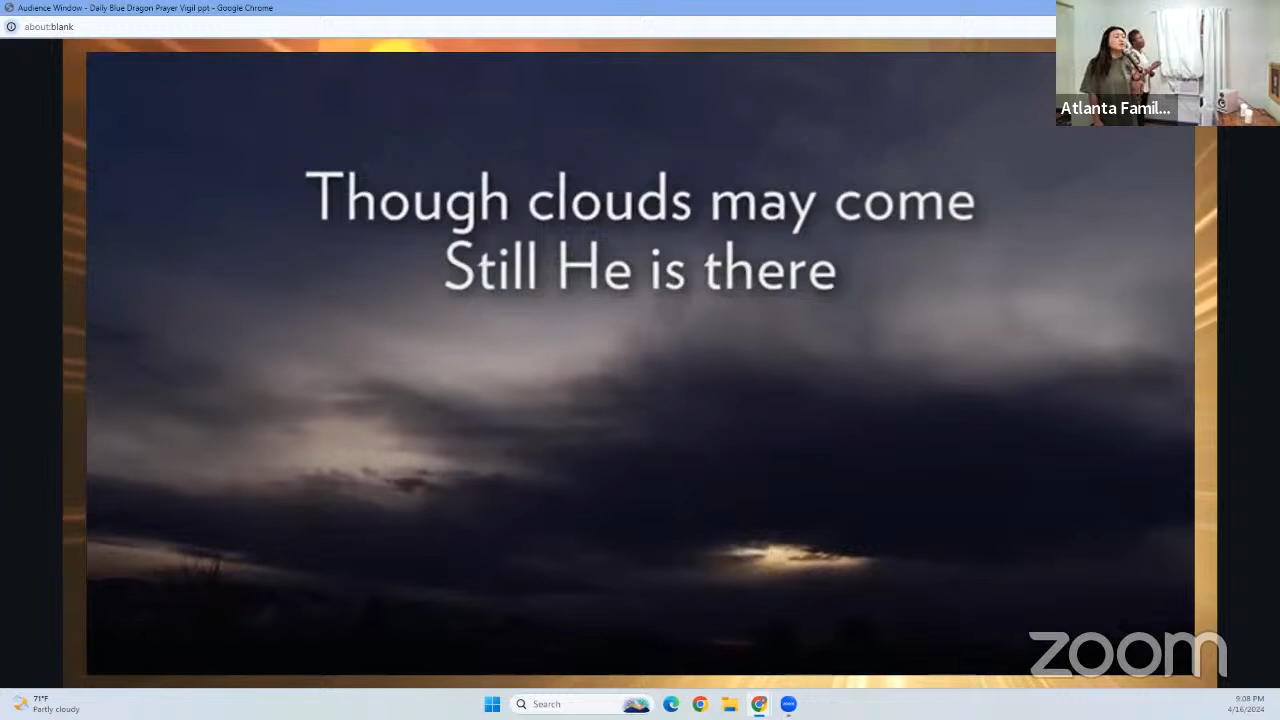 Audience Window - Daily Blue Dragon Prayer Vigil ppt - Google Chrome
about:blank
Atlanta Famil...
Though clouds may come
Still He is there
zoom
71°F
Partly cloudy
Search
zoom
9:08 PM
4/16/2024